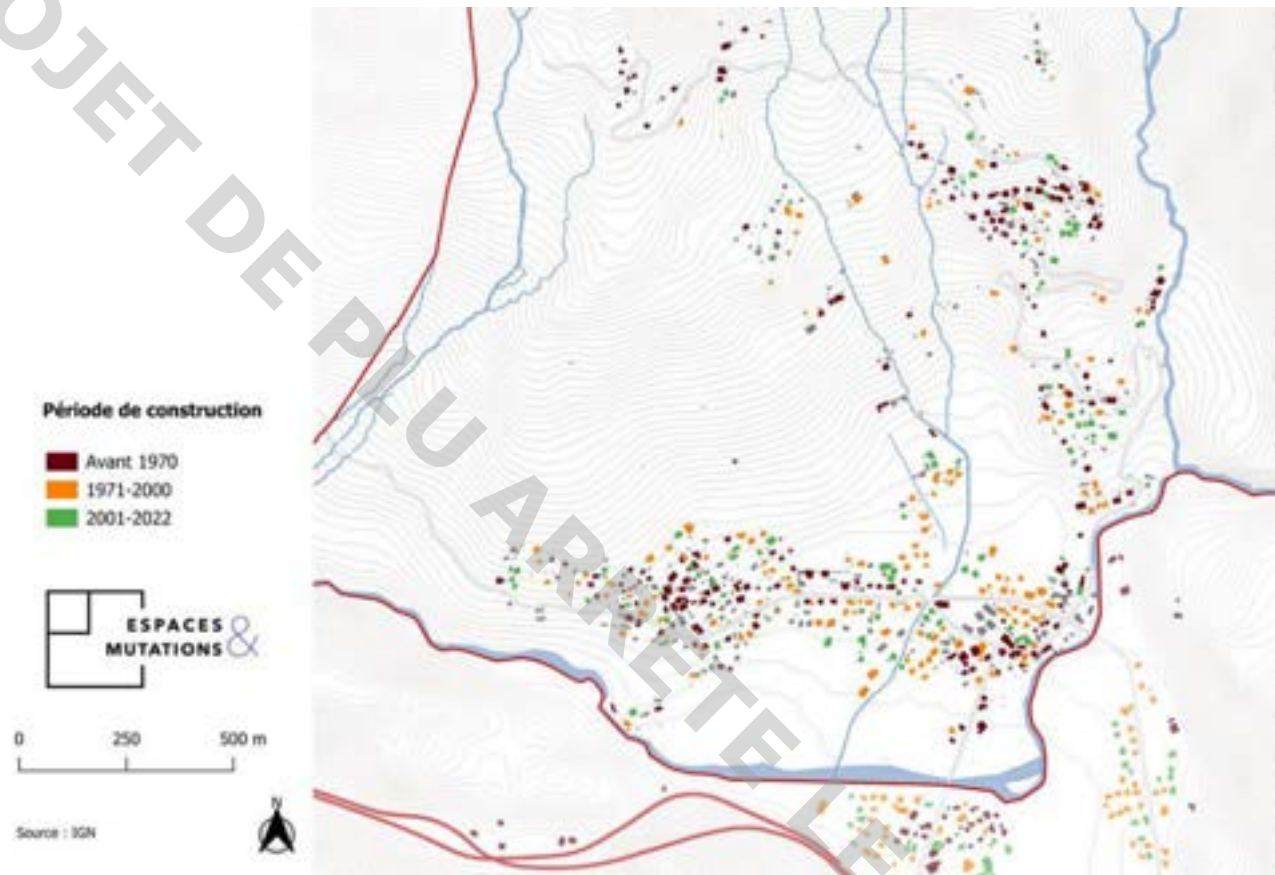 PROJET DE PLU ARRETE LE
Période de construction
Avant 1970
1971-2000
2001-2022
ESPACES &
MUTATIONS
0 250 500 m
Source : IGN
N